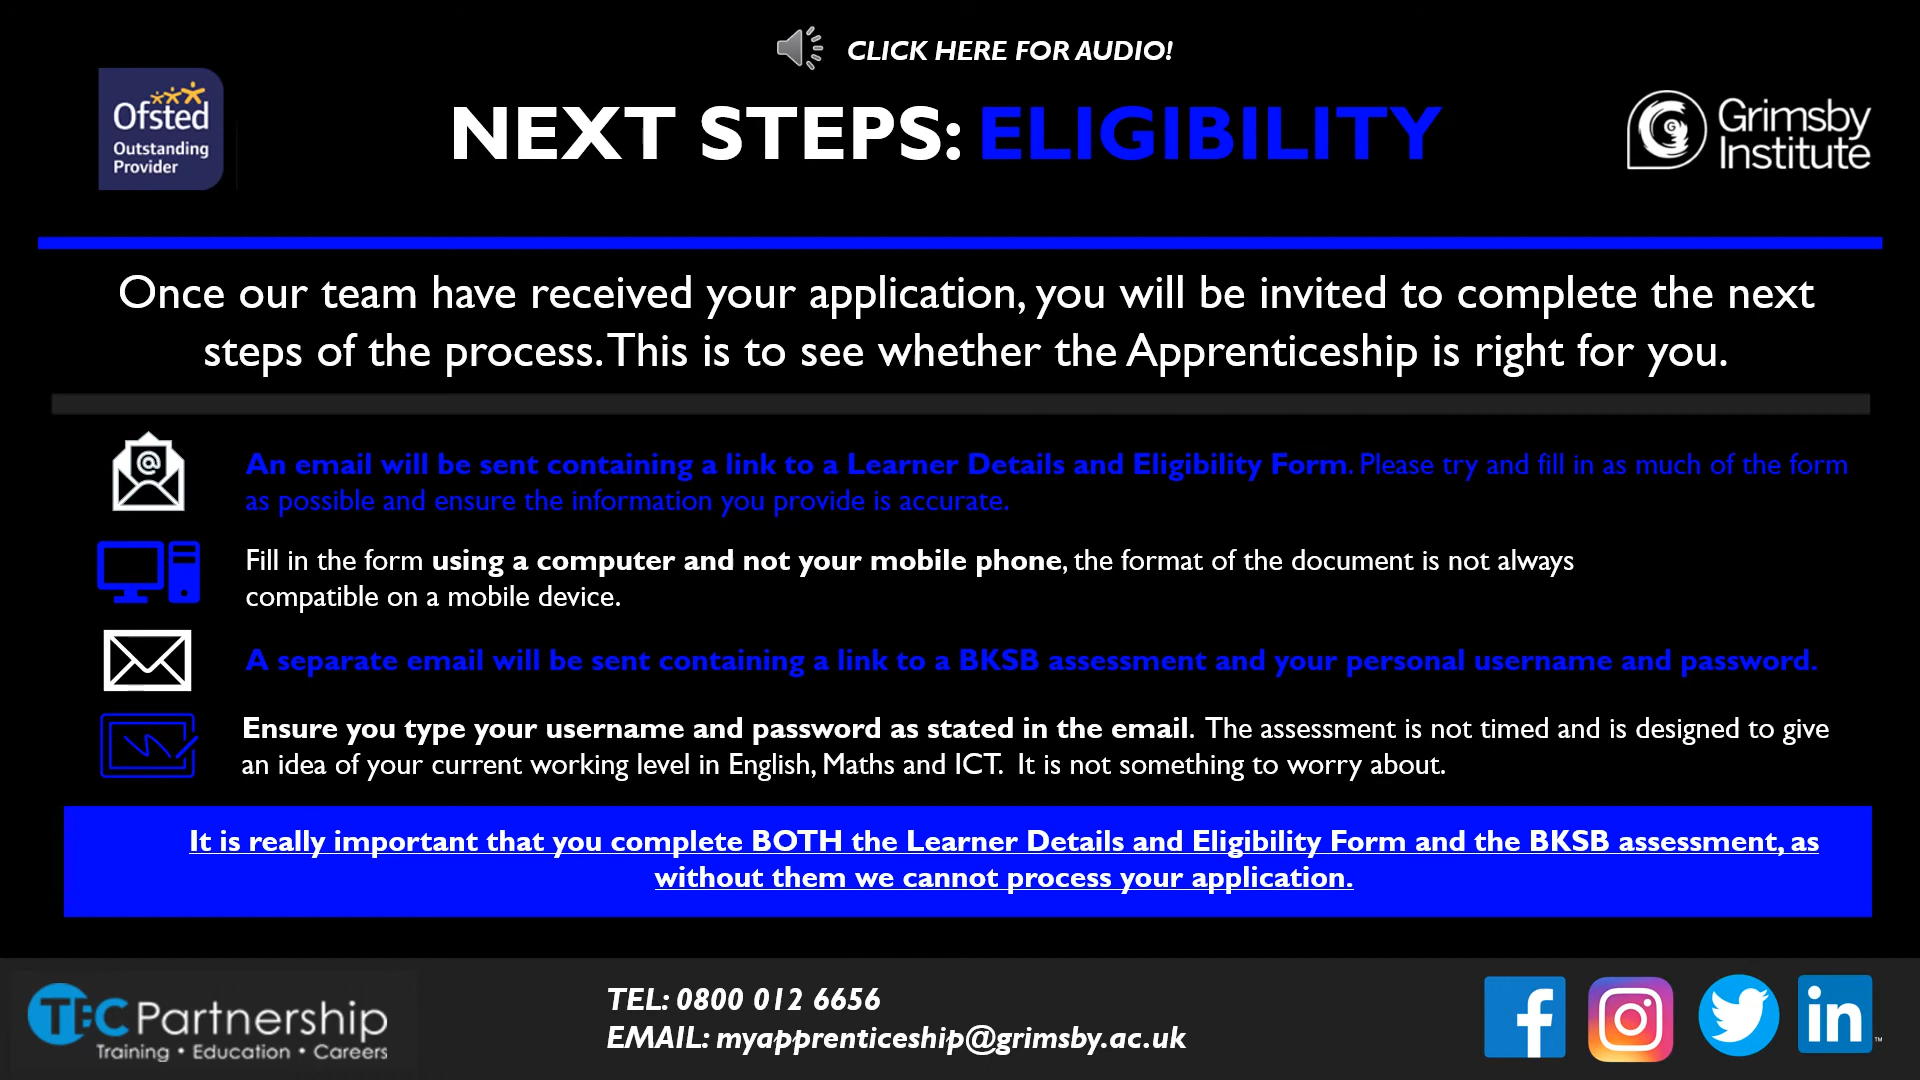 CLICK HERE FOR AUDIO!
Ofsted
Outstanding
Provider
NEXT STEPS: ELIGIBILITY
Grimsby
Institute
Once our team have received your application, you will be invited to complete the next
steps of the process. This is to see whether the Apprenticeship is right for you.
An email will be sent containing a link to a Learner Details and Eligibility Form. Please try and fill in as much of the form
as possible and ensure the information you provide is accurate.
Fill in the form using a computer and not your mobile phone, the format of the document is not always
compatible on a mobile device.
A separate email will be sent containing a link to a BKSB assessment and your personal username and password.
Ensure you type your username and password as stated in the email. The assessment is not timed and is designed to give
an idea of your current working level in English, Maths and ICT. It is not something to worry about.
It is really important that you complete BOTH the Learner Details and Eligibility Form and the BKSB assessment, as
without them we cannot process your application.
TEC Partnership
Training • Education • Careers
TEL: 0800 012 6656
EMAIL: myapprenticeship@grimsby.ac.uk
f
in
™